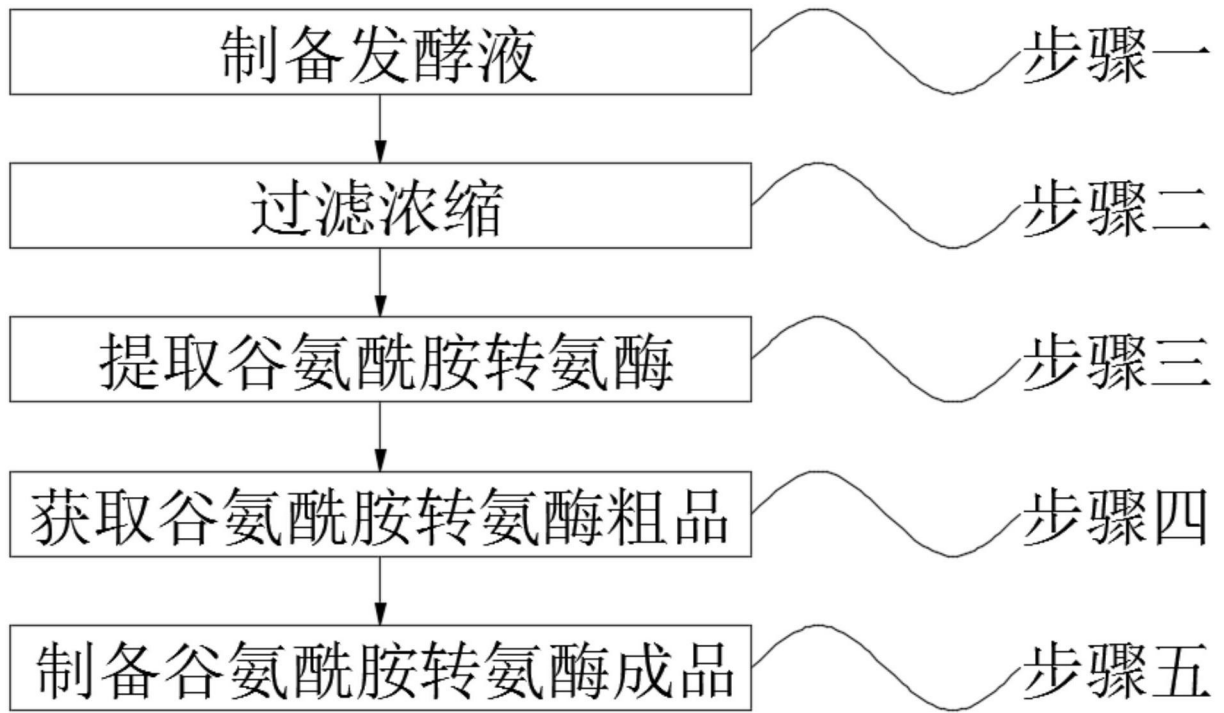 制备发酵液 步骤一
过滤浓缩 步骤二
提取谷氨酰胺转氨酶 步骤三
获取谷氨酰胺转氨酶粗品 步骤四
制备谷氨酰胺转氨酶成品 步骤五